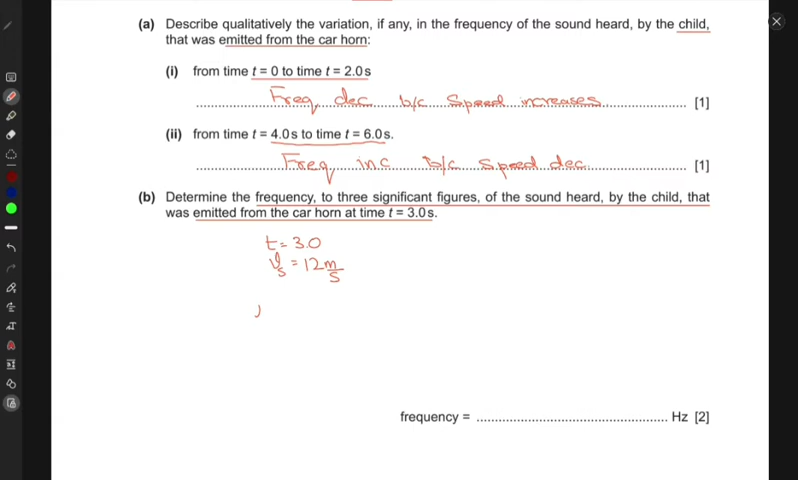 (a) Describe qualitatively the variation, if any, in the frequency of the sound heard, by the child,
that was emitted from the car horn:
(i) from time t = 0 to time t = 2.0 s
Freq dec b/c Speed increases [1]
(ii) from time t = 4.0 s to time t = 6.0 s.
Freq inc b/c Speed dec [1]
(b) Determine the frequency, to three significant figures, of the sound heard, by the child, that
was emitted from the car horn at time t = 3.0 s.
t = 3.0
vs = 12 m/s
frequency = ................................................ Hz [2]